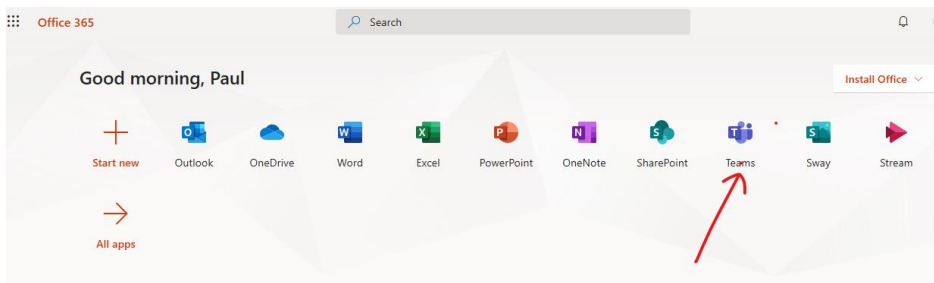 Office 365
Search
Good morning, Paul
Install Office
Start new
Outlook
OneDrive
Word
Excel
PowerPoint
OneNote
SharePoint
Teams
Sway
Stream
All apps